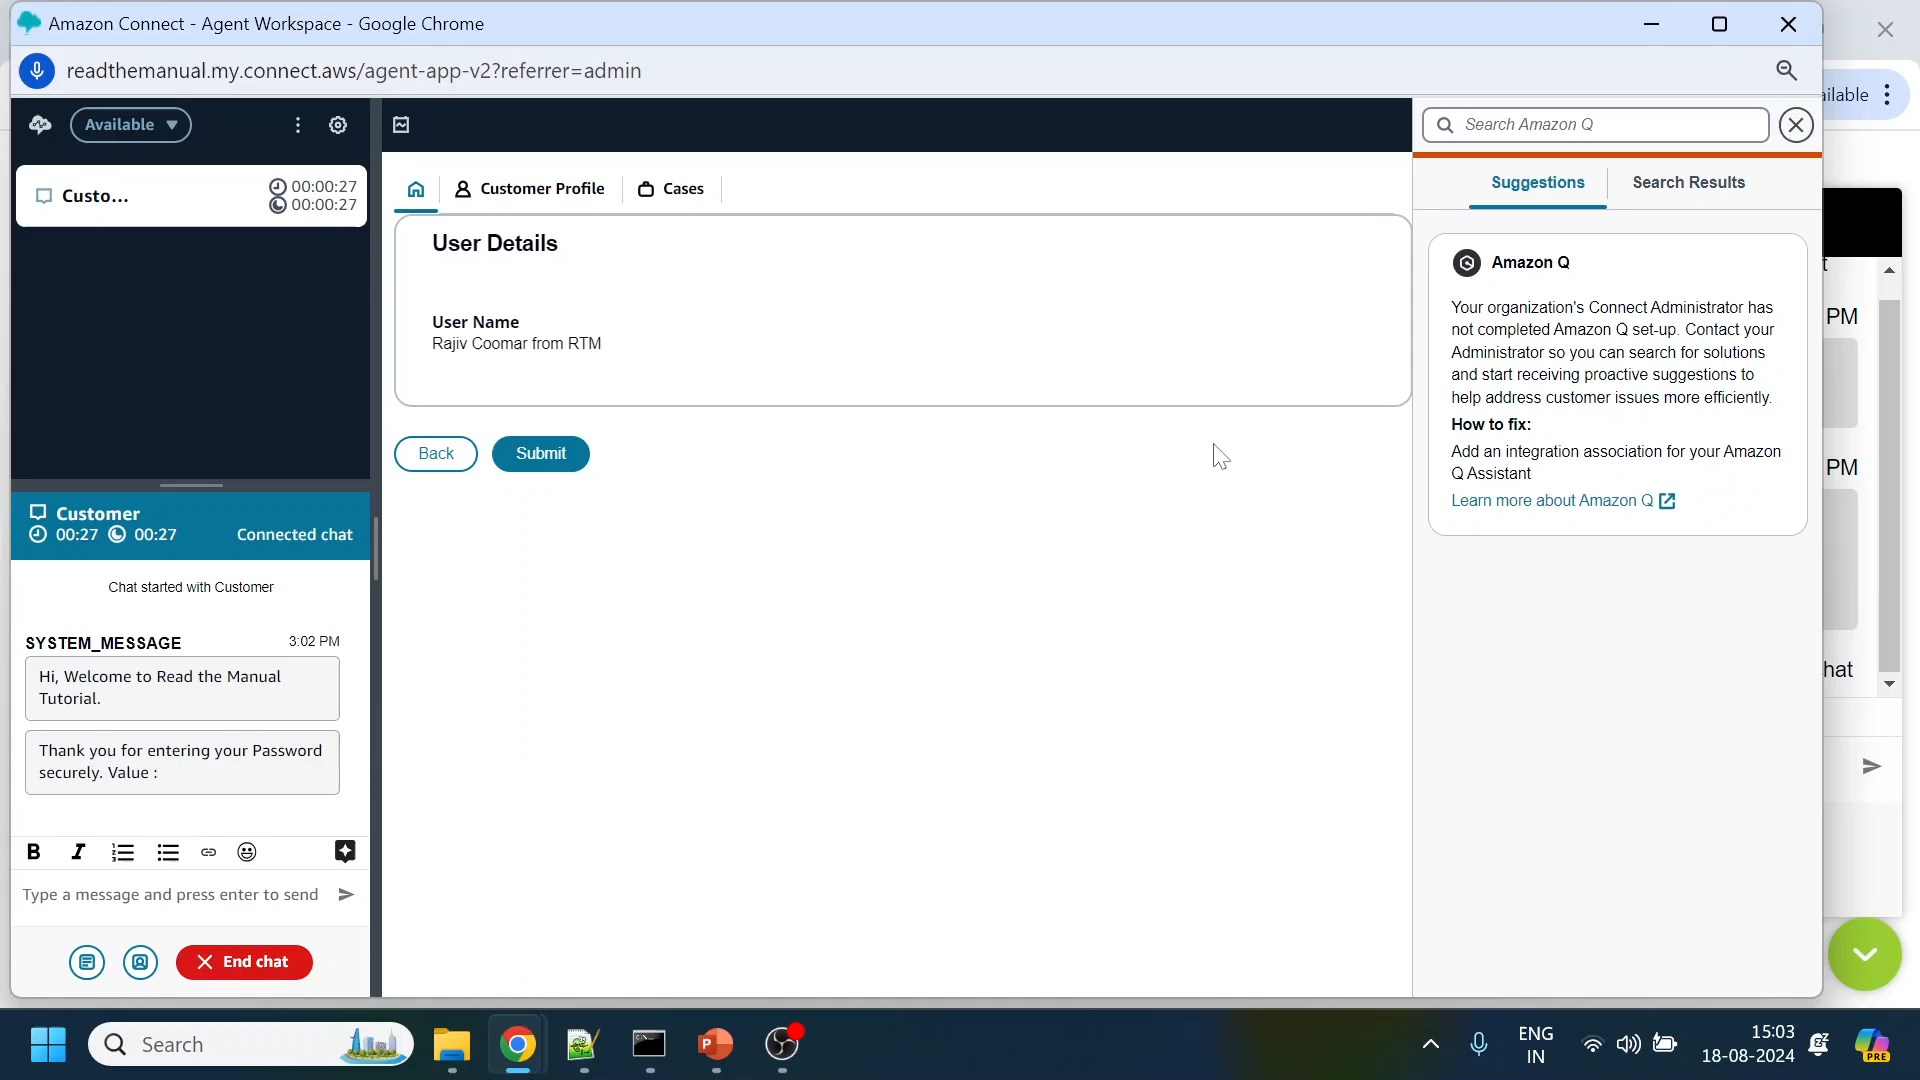 Amazon Connect - Agent Workspace - Google Chrome
readthemanual.my.connect.aws/agent-app-v2?referrer=admin
ailable
Available
Custo...
00:00:27
00:00:27
Customer Profile
Cases
User Details
User Name
Rajiv Coomar from RTM
Back
Submit
Search Amazon Q
Suggestions
Search Results
Amazon Q
Your organization's Connect Administrator has
not completed Amazon Q set-up. Contact your
Administrator so you can search for solutions
and start receiving proactive suggestions to
help address customer issues more efficiently.
How to fix:
Add an integration association for your Amazon
Q Assistant
Learn more about Amazon Q
t
PM
PM
hat
Customer
00:27 00:27 Connected chat
Chat started with Customer
SYSTEM_MESSAGE 3:02 PM
Hi, Welcome to Read the Manual
Tutorial.
Thank you for entering your Password
securely. Value :
B I
Type a message and press enter to send
End chat
Search
ENG
IN
15:03
18-08-2024
PRE